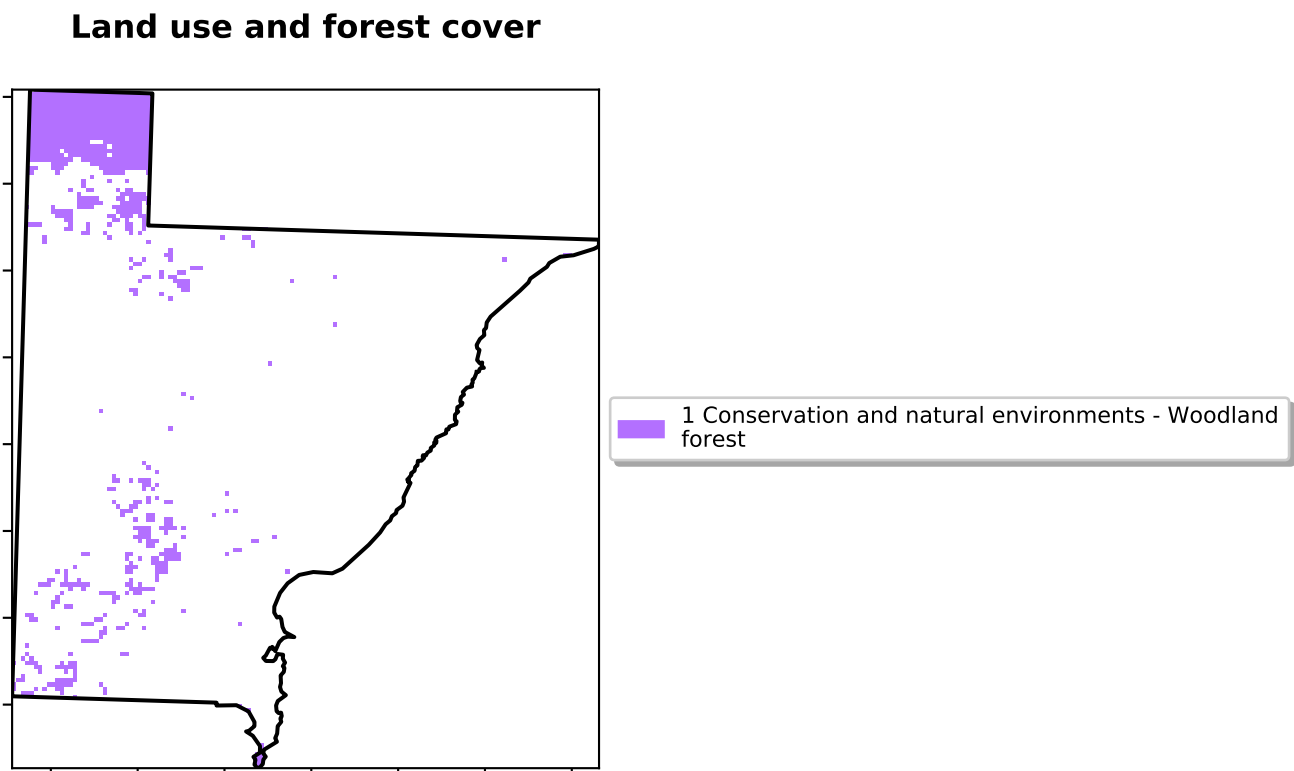 Land use and forest cover
1 Conservation and natural environments - Woodland
forest